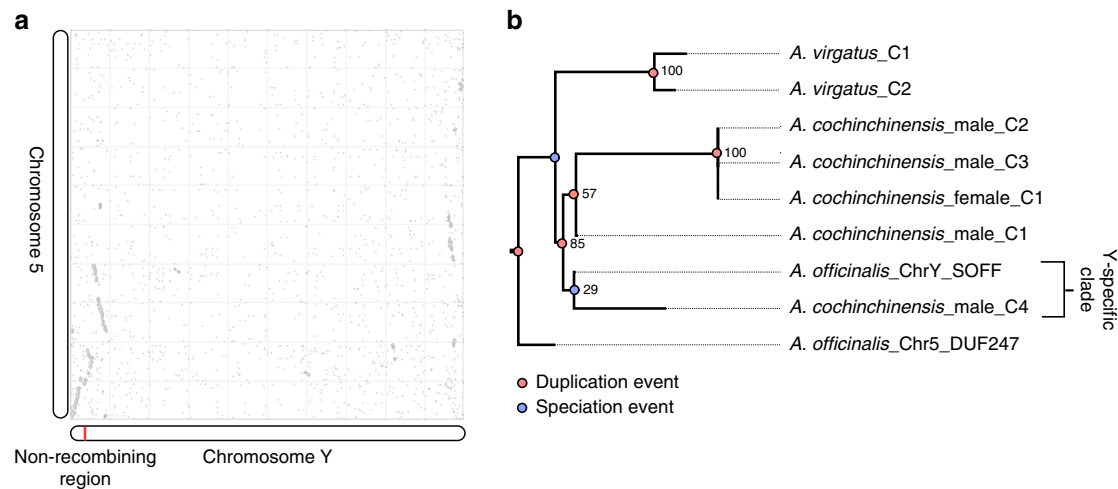 a
Chromosome 5
Non-recombining
region
Chromosome Y
b
A. virgatus_C1
100
A. virgatus_C2
A. cochinchinensis_male_C2
100
A. cochinchinensis_male_C3
57
A. cochinchinensis_female_C1
85
A. cochinchinensis_male_C1
A. officinalis_ChrY_SOFF
29
A. cochinchinensis_male_C4
Y-specific
clade
A. officinalis_Chr5_DUF247
Duplication event
Speciation event